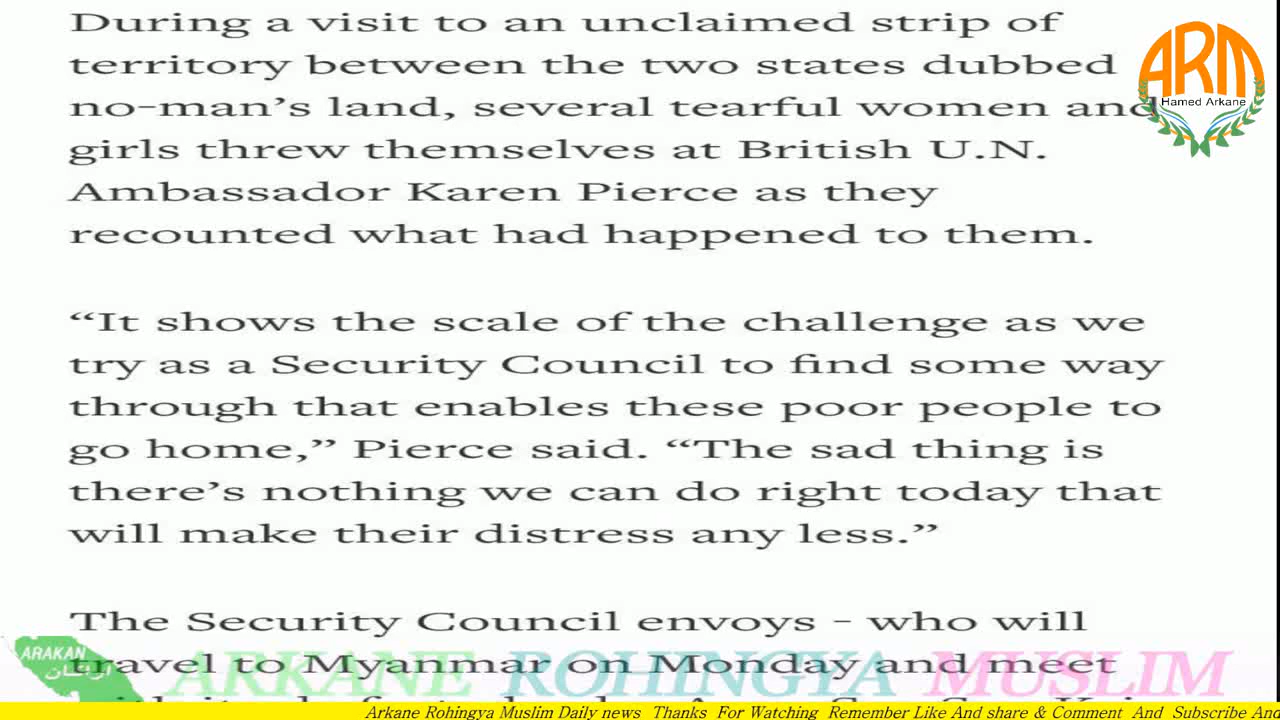 During a visit to an unclaimed strip of
territory between the two states dubbed
no-man’s land, several tearful women and
girls threw themselves at British U.N.
Ambassador Karen Pierce as they
recounted what had happened to them.
“It shows the scale of the challenge as we
try as a Security Council to find some way
through that enables these poor people to
go home,” Pierce said. “The sad thing is
there’s nothing we can do right today that
will make their distress any less.”
The Security Council envoys - who will
travel to Myanmar on Monday and meet
ARM
Hamed Arkane
ARAKAN
اراكان
ARKANE ROHINGYA MUSLIM
Arkane Rohingya Muslim Daily news Thanks For Watching Remember Like And share & Comment And Subscribe And